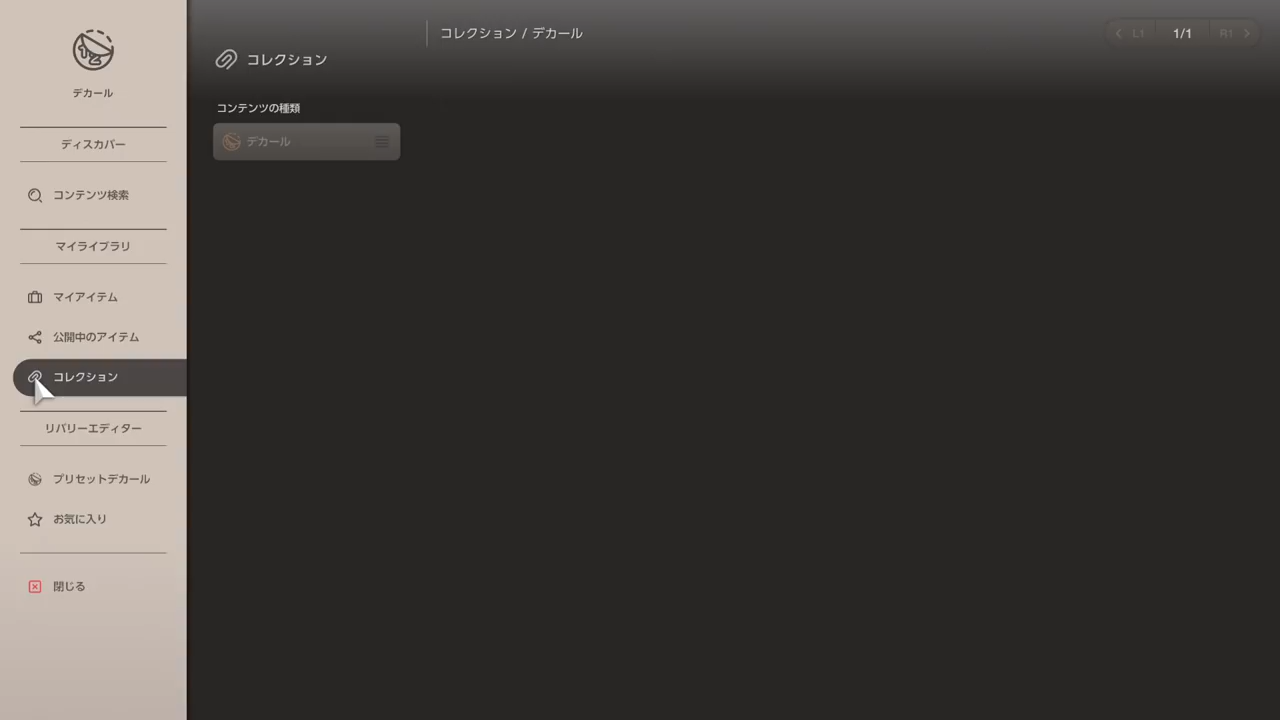 デカール
ディスカバー
コンテンツ検索
マイライブラリ
マイアイテム
公開中のアイテム
コレクション
リバリーエディター
プリセットデカール
お気に入り
閉じる
コレクション / デカール
L1
1/1
R1
コレクション
コンテンツの種類
デカール